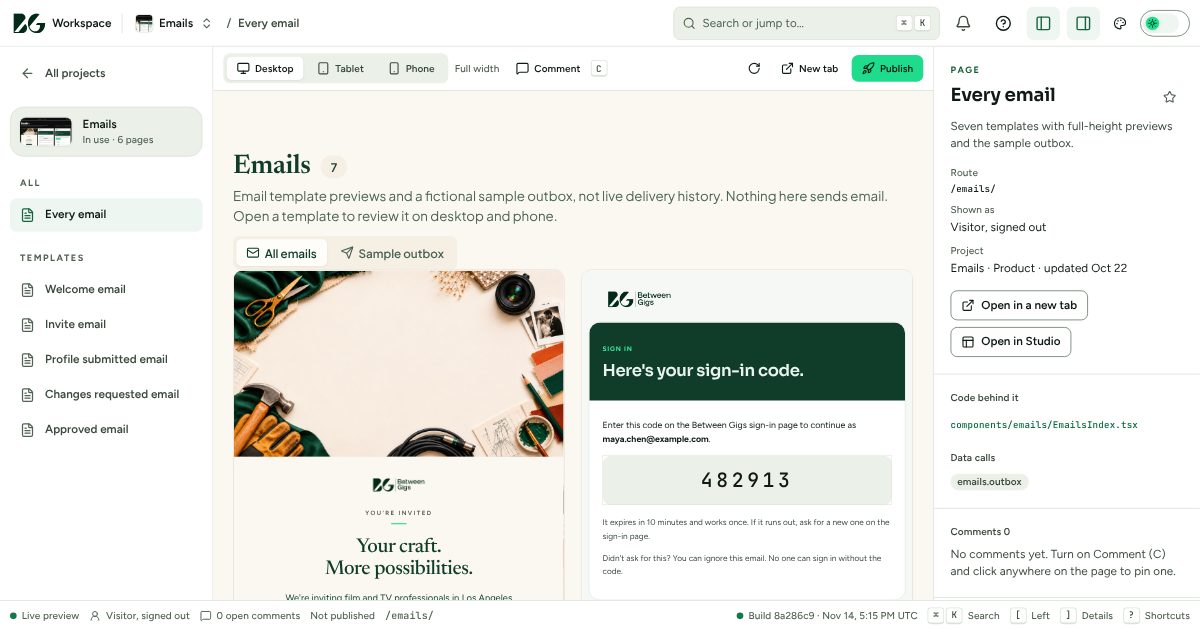 Workspace
Emails
/ Every email
Search or jump to...
⌘ K
All projects
Emails
In use · 6 pages
ALL
Every email
TEMPLATES
Welcome email
Invite email
Profile submitted email
Changes requested email
Approved email
Desktop
Tablet
Phone
Full width
Comment
C
New tab
Publish
Emails
7
Email template previews and a fictional sample outbox, not live delivery history. Nothing here sends email.
Open a template to review it on desktop and phone.
All emails
Sample outbox
Between
Gigs
YOU'RE INVITED
Your craft.
More possibilities.
We're inviting film and TV professionals in Los Angeles
Between
Gigs
SIGN IN
Here's your sign-in code.
Enter this code on the Between Gigs sign-in page to continue as
maya.chen@example.com.
482913
It expires in 10 minutes and works once. If it runs out, ask for a new one on the
sign-in page.
Didn't ask for this? You can ignore this email. No one can sign in without the
code.
PAGE
Every email
Seven templates with full-height previews
and the sample outbox.
Route
/emails/
Shown as
Visitor, signed out
Project
Emails · Product · updated Oct 22
Open in a new tab
Open in Studio
Code behind it
components/emails/EmailsIndex.tsx
Data calls
emails.outbox
Comments 0
No comments yet. Turn on Comment (C)
and click anywhere on the page to pin one.
Live preview
Visitor, signed out
0 open comments
Not published
/emails/
Build 8a286c9 · Nov 14, 5:15 PM UTC
⌘ K Search
[ Left
] Details
? Shortcuts